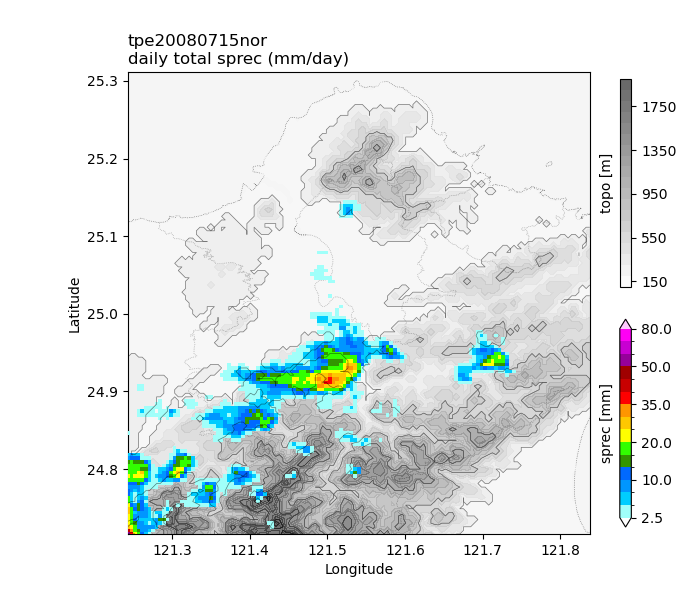 tpe20080715nor
daily total sprec (mm/day)
25.3
25.2
25.1
25.0
24.9
24.8
Latitude
121.3 121.4 121.5 121.6 121.7 121.8
Longitude
1750
1350
950
550
150
topo [m]
80.0
50.0
35.0
20.0
10.0
2.5
sprec [mm]